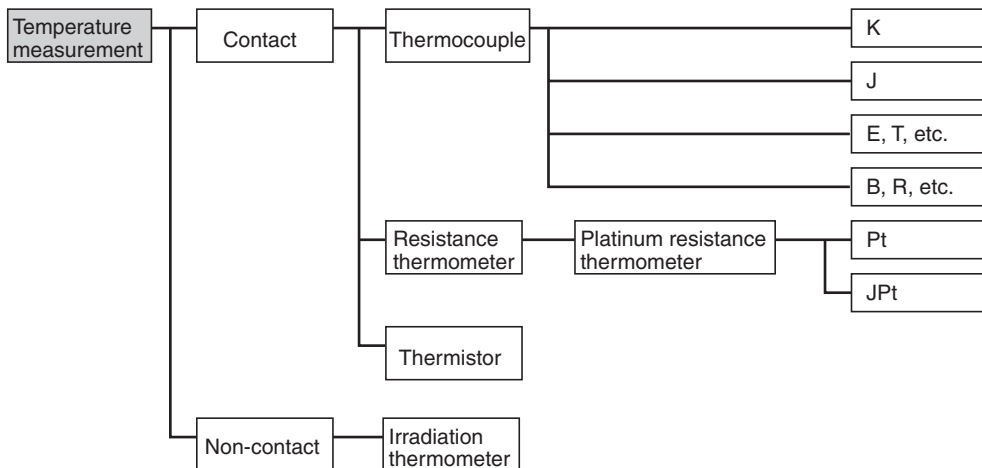 Temperature
measurement
Contact
Thermocouple
K
J
E, T, etc.
B, R, etc.
Resistance
thermometer
Platinum resistance
thermometer
Pt
JPt
Thermistor
Non-contact
Irradiation
thermometer